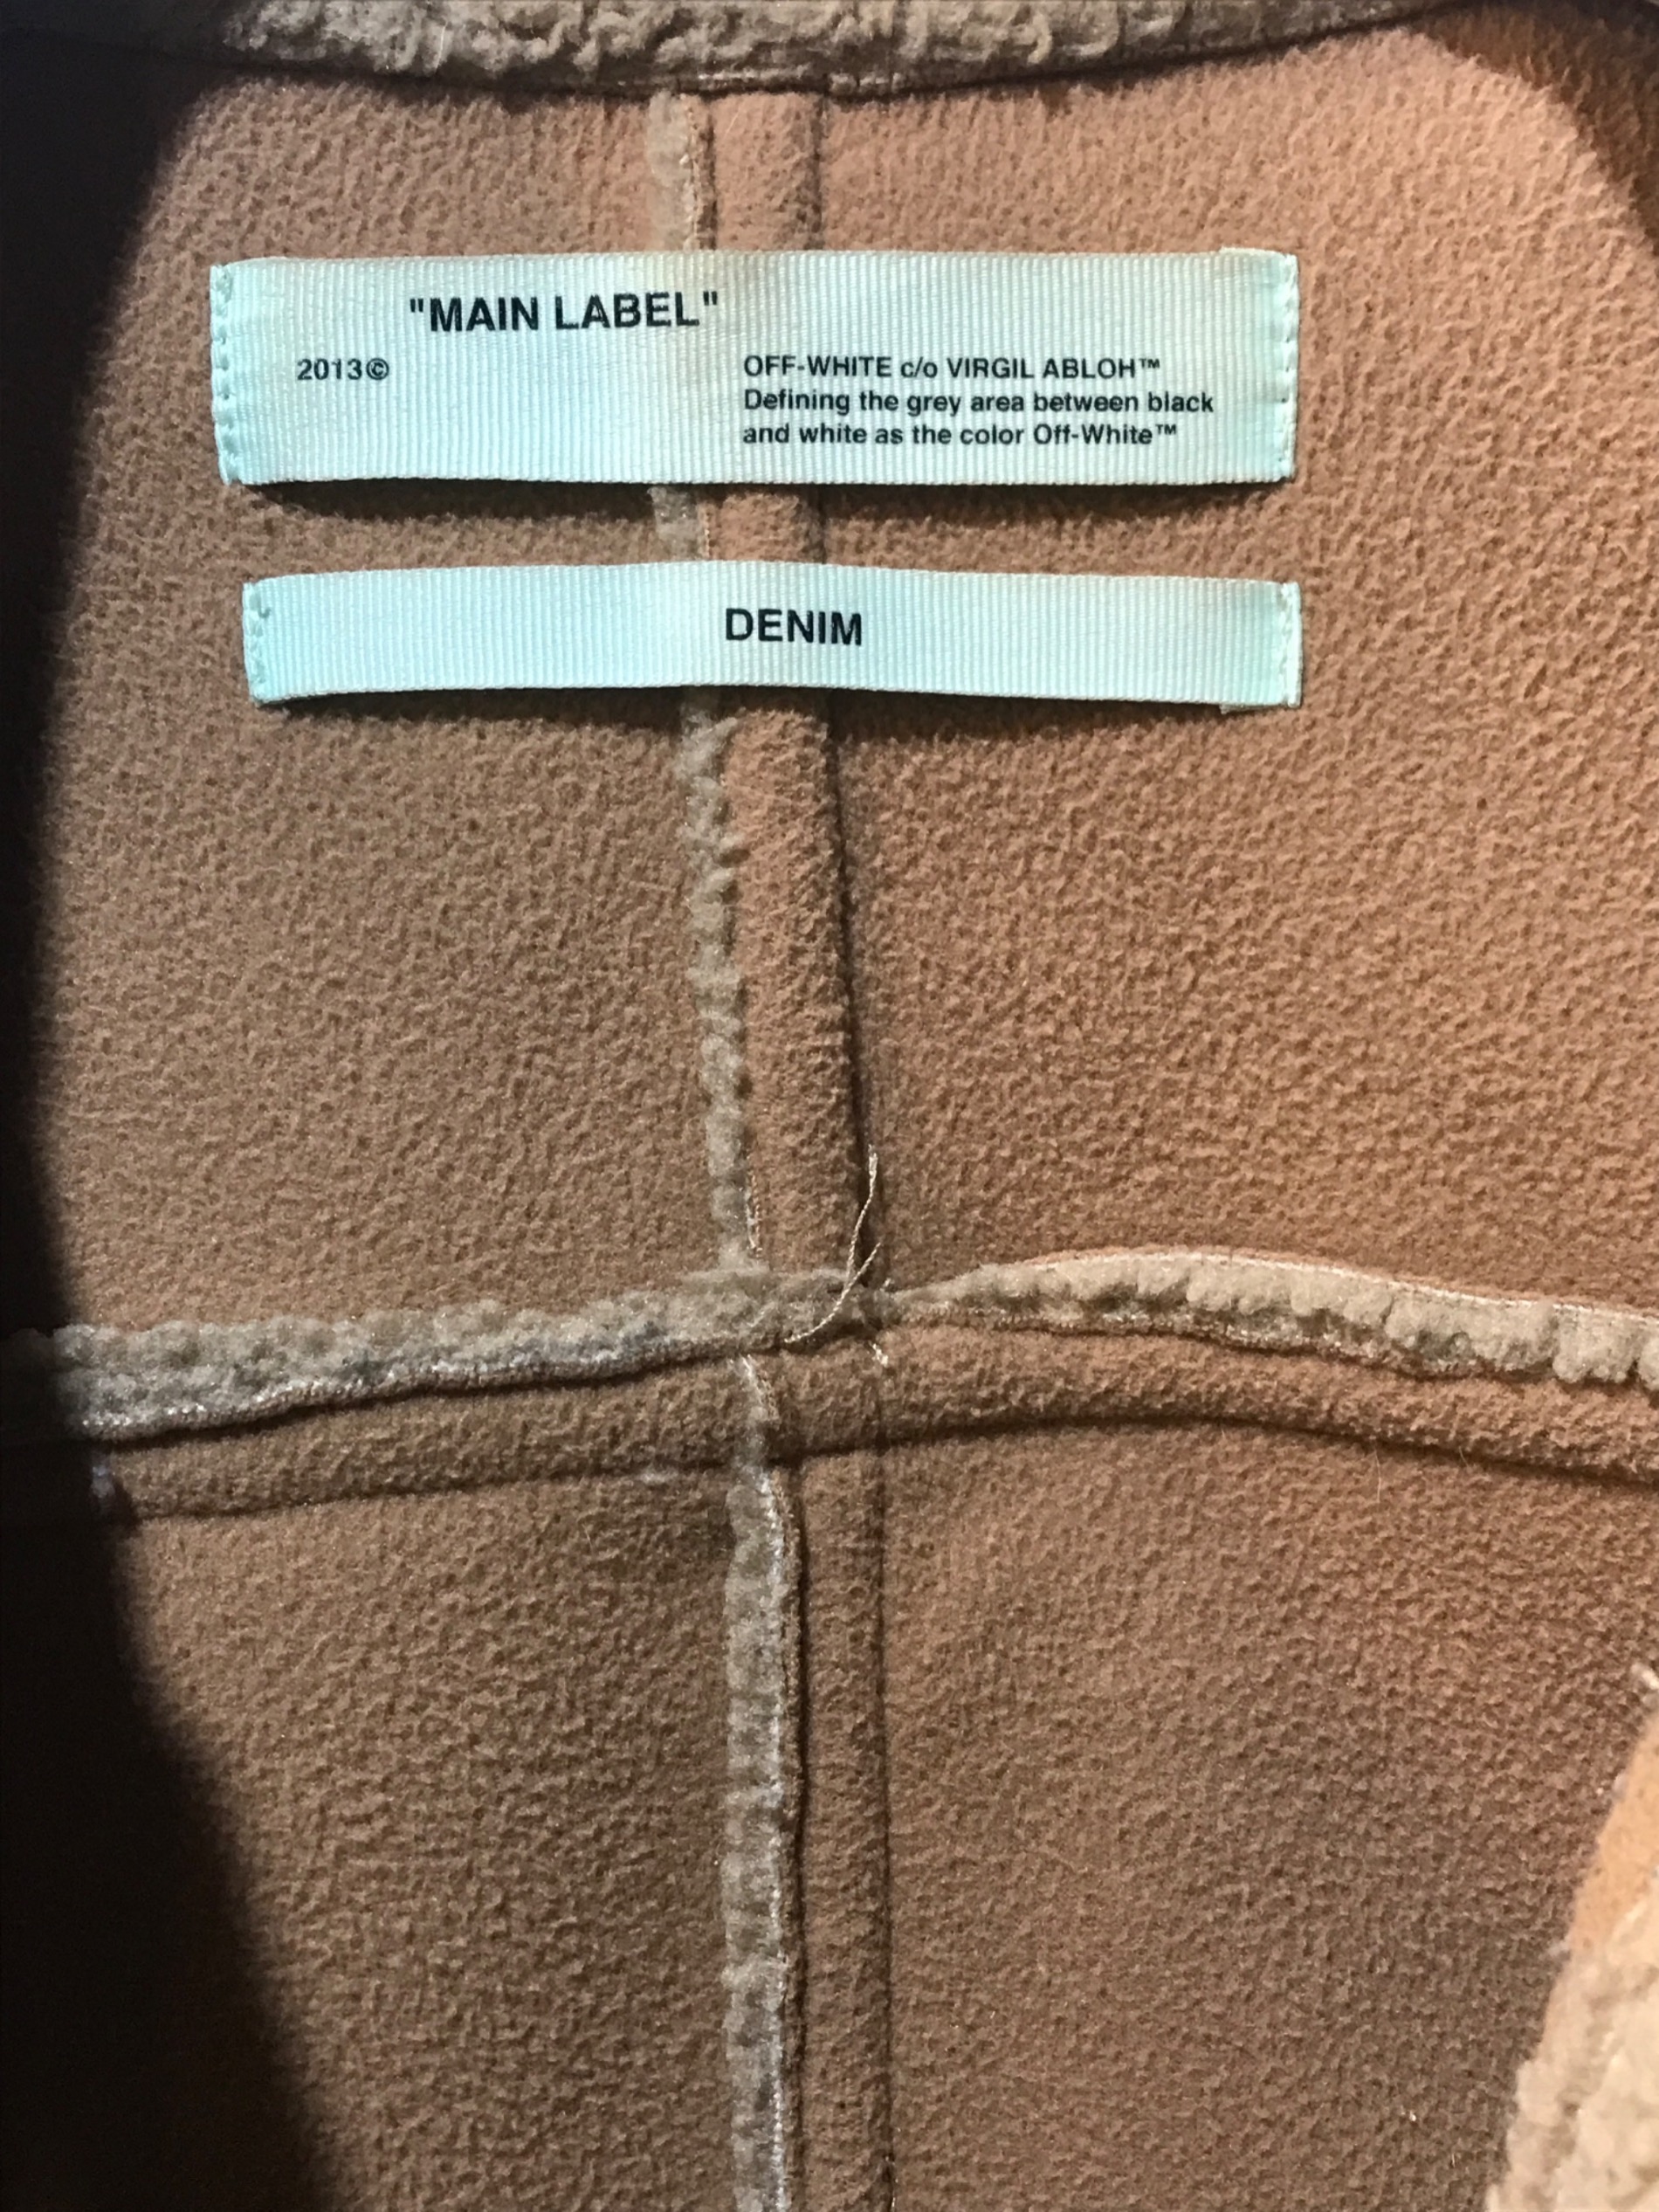 "MAIN LABEL"
2013©
OFF-WHITE c/o VIRGIL ABLOH™
Defining the grey area between black
and white as the color Off-White™
DENIM